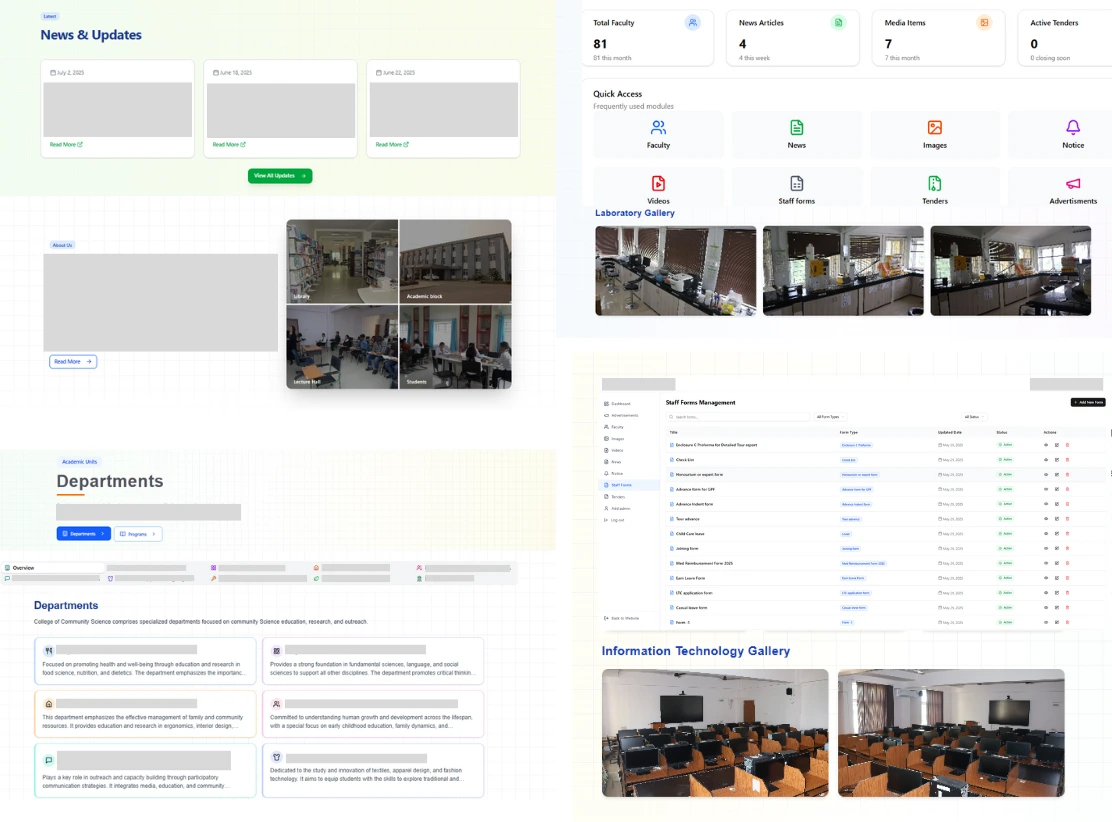 Latest
News & Updates
July 2, 2025
June 18, 2025
June 22, 2025
Read More
Read More
Read More
View All Updates
About Us
Read More
Library
Academic block
Lecture Hall
Students
Academic Units
Departments
Departments
Programs
Overview
Departments
College of Community Science comprises specialized departments focused on community Science education, research, and outreach.
Focused on promoting health and well-being through education and research in
food science, nutrition, and dietetics. The department emphasizes the importanc...
Provides a strong foundation in fundamental sciences, language, and social
sciences to support all other disciplines. The department promotes critical thinkin...
This department emphasizes the effective management of family and community
resources. It provides education and research in ergonomics, interior design,...
Committed to understanding human growth and development across the lifespan,
with a special focus on early childhood education, family dynamics, and...
Plays a key role in outreach and capacity building through participatory
communication strategies. It integrates media, education, and community...
Dedicated to the study and innovation of textiles, apparel design, and fashion
technology. It aims to equip students with the skills to explore traditional and...
Total Faculty
81
81 this month
News Articles
4
4 this week
Media Items
7
7 this month
Active Tenders
0
0 closing soon
Quick Access
Frequently used modules
Faculty
News
Images
Notice
Videos
Staff forms
Tenders
Advertisments
Laboratory Gallery
Dashboard
Advertisements
Faculty
Images
Videos
News
Notice
Staff Forms
Tenders
Add admin
Log out
Back to Website
Staff Forms Management
Add New Form
Search forms...
All Form Types
All Status
Title
Form Type
Updated Date
Status
Actions
Enclosure C Proforma for Detailed Tour report
Enclosure C Proforma
May 24, 2025
Active
Check List
Check List
May 24, 2025
Active
Honourium or expert form
Honourium or expert form
May 24, 2025
Active
Advance form for GPF
Advance form for GPF
May 24, 2025
Active
Advance Indent form
Advance Indent form
May 24, 2025
Active
Tour advance
Tour advance
May 24, 2025
Active
Child Care leave
May 24, 2025
Active
Joining form
Joining form
May 24, 2025
Active
Med Reimbursement Form 2025
Med Reimbursement Form 2025
May 24, 2025
Active
Earn Leave Form
Earn Leave Form
May 24, 2025
Active
LTC application form
LTC application form
May 24, 2025
Active
Casual leave form
Casual leave form
May 24, 2025
Active
Form -3
Form -3
May 24, 2025
Active
Information Technology Gallery